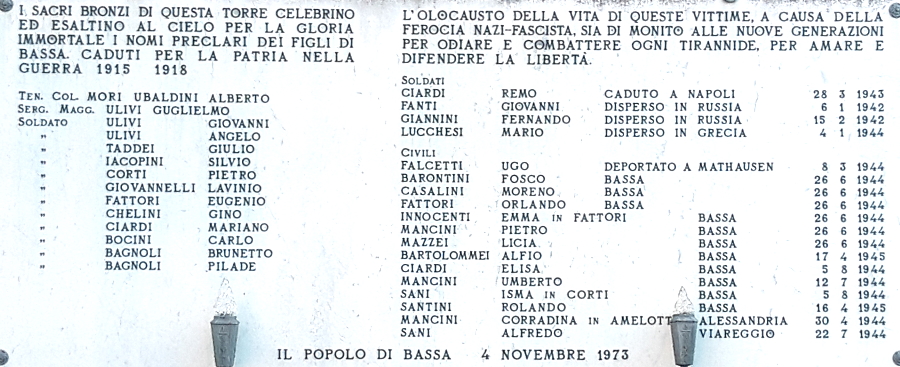 I SACRI BRONZI DI QUESTA TORRE CELEBRINO
ED ESALTINO AL CIELO PER LA GLORIA
IMMORTALE I NOMI PRECLARI DEI FIGLI DI
BASSA. CADUTI PER LA PATRIA NELLA
GUERRA 1915 1918
TEN. COL. MORI UBALDINI ALBERTO
SERG. MAGG. ULIVI GUGLIELMO
SOLDATO ULIVI GIOVANNI
" ULIVI ANGELO
" TADDEI GIULIO
" IACOPINI SILVIO
" CORTI PIETRO
" GIOVANNELLI LAVINIO
" FATTORI EUGENIO
" CHELINI GINO
" CIARDI MARIANO
" BOCINI CARLO
" BAGNOLI BRUNETTO
" BAGNOLI PILADE
L'OLOCAUSTO DELLA VITA DI QUESTE VITTIME, A CAUSA DELLA
FEROCIA NAZI-FASCISTA, SIA DI MONITO ALLE NUOVE GENERAZIONI
PER ODIARE E COMBATTERE OGNI TIRANNIDE, PER AMARE E
DIFENDERE LA LIBERTÀ.
SOLDATI
CIARDI REMO CADUTO A NAPOLI 28 3 1943
FANTI GIOVANNI DISPERSO IN RUSSIA 6 1 1942
GIANNINI FERNANDO DISPERSO IN RUSSIA 15 2 1942
LUCCHESI MARIO DISPERSO IN GRECIA 4 1 1944
CIVILI
FALCETTI UGO DEPORTATO A MATHAUSEN 8 3 1944
BARONTINI FOSCO BASSA 26 6 1944
CASALINI MORENO BASSA 26 6 1944
FATTORI ORLANDO BASSA 26 6 1944
INNOCENTI EMMA IN FATTORI BASSA 26 6 1944
MANCINI PIETRO BASSA 26 6 1944
MAZZEI LICIA BASSA 26 6 1944
BARTOLOMMEI ALFIO BASSA 17 4 1945
CIARDI ELISA BASSA 5 8 1944
MANCINI UMBERTO BASSA 12 7 1944
SANI ISMA IN CORTI BASSA 5 8 1944
SANTINI ROLANDO BASSA 16 4 1945
MANCINI CORRADINA IN AMELOTT ALESSANDRIA 30 4 1944
SANI ALFREDO VIAREGGIO 22 7 1944
IL POPOLO DI BASSA 4 NOVEMBRE 1973